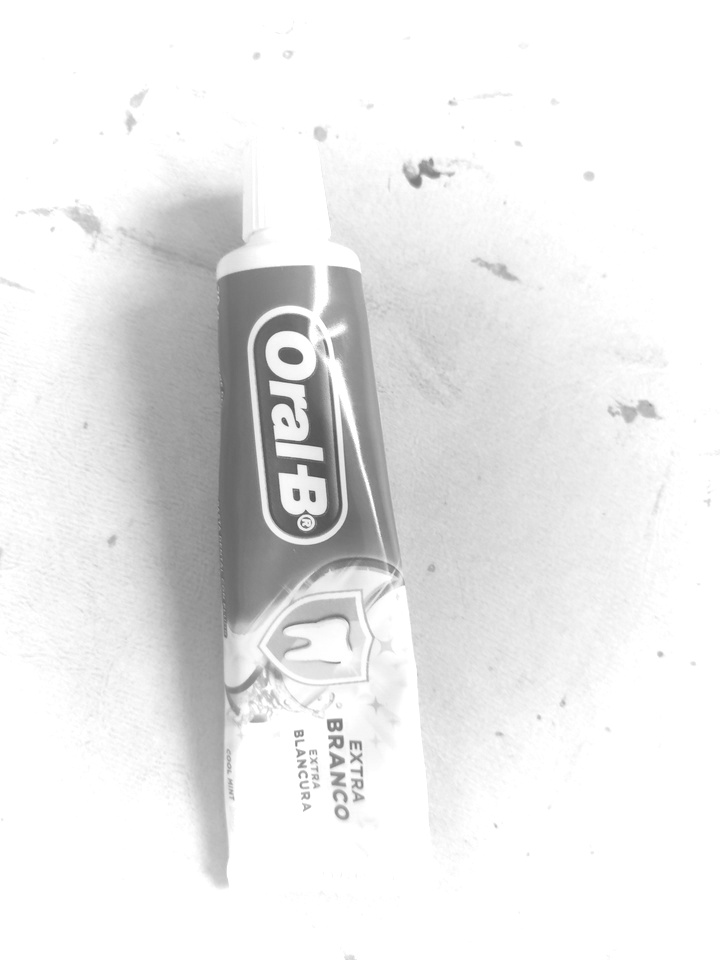 Oral-B®
EXTRA
BRANCO
EXTRA
BLANCURA
COOL MINT